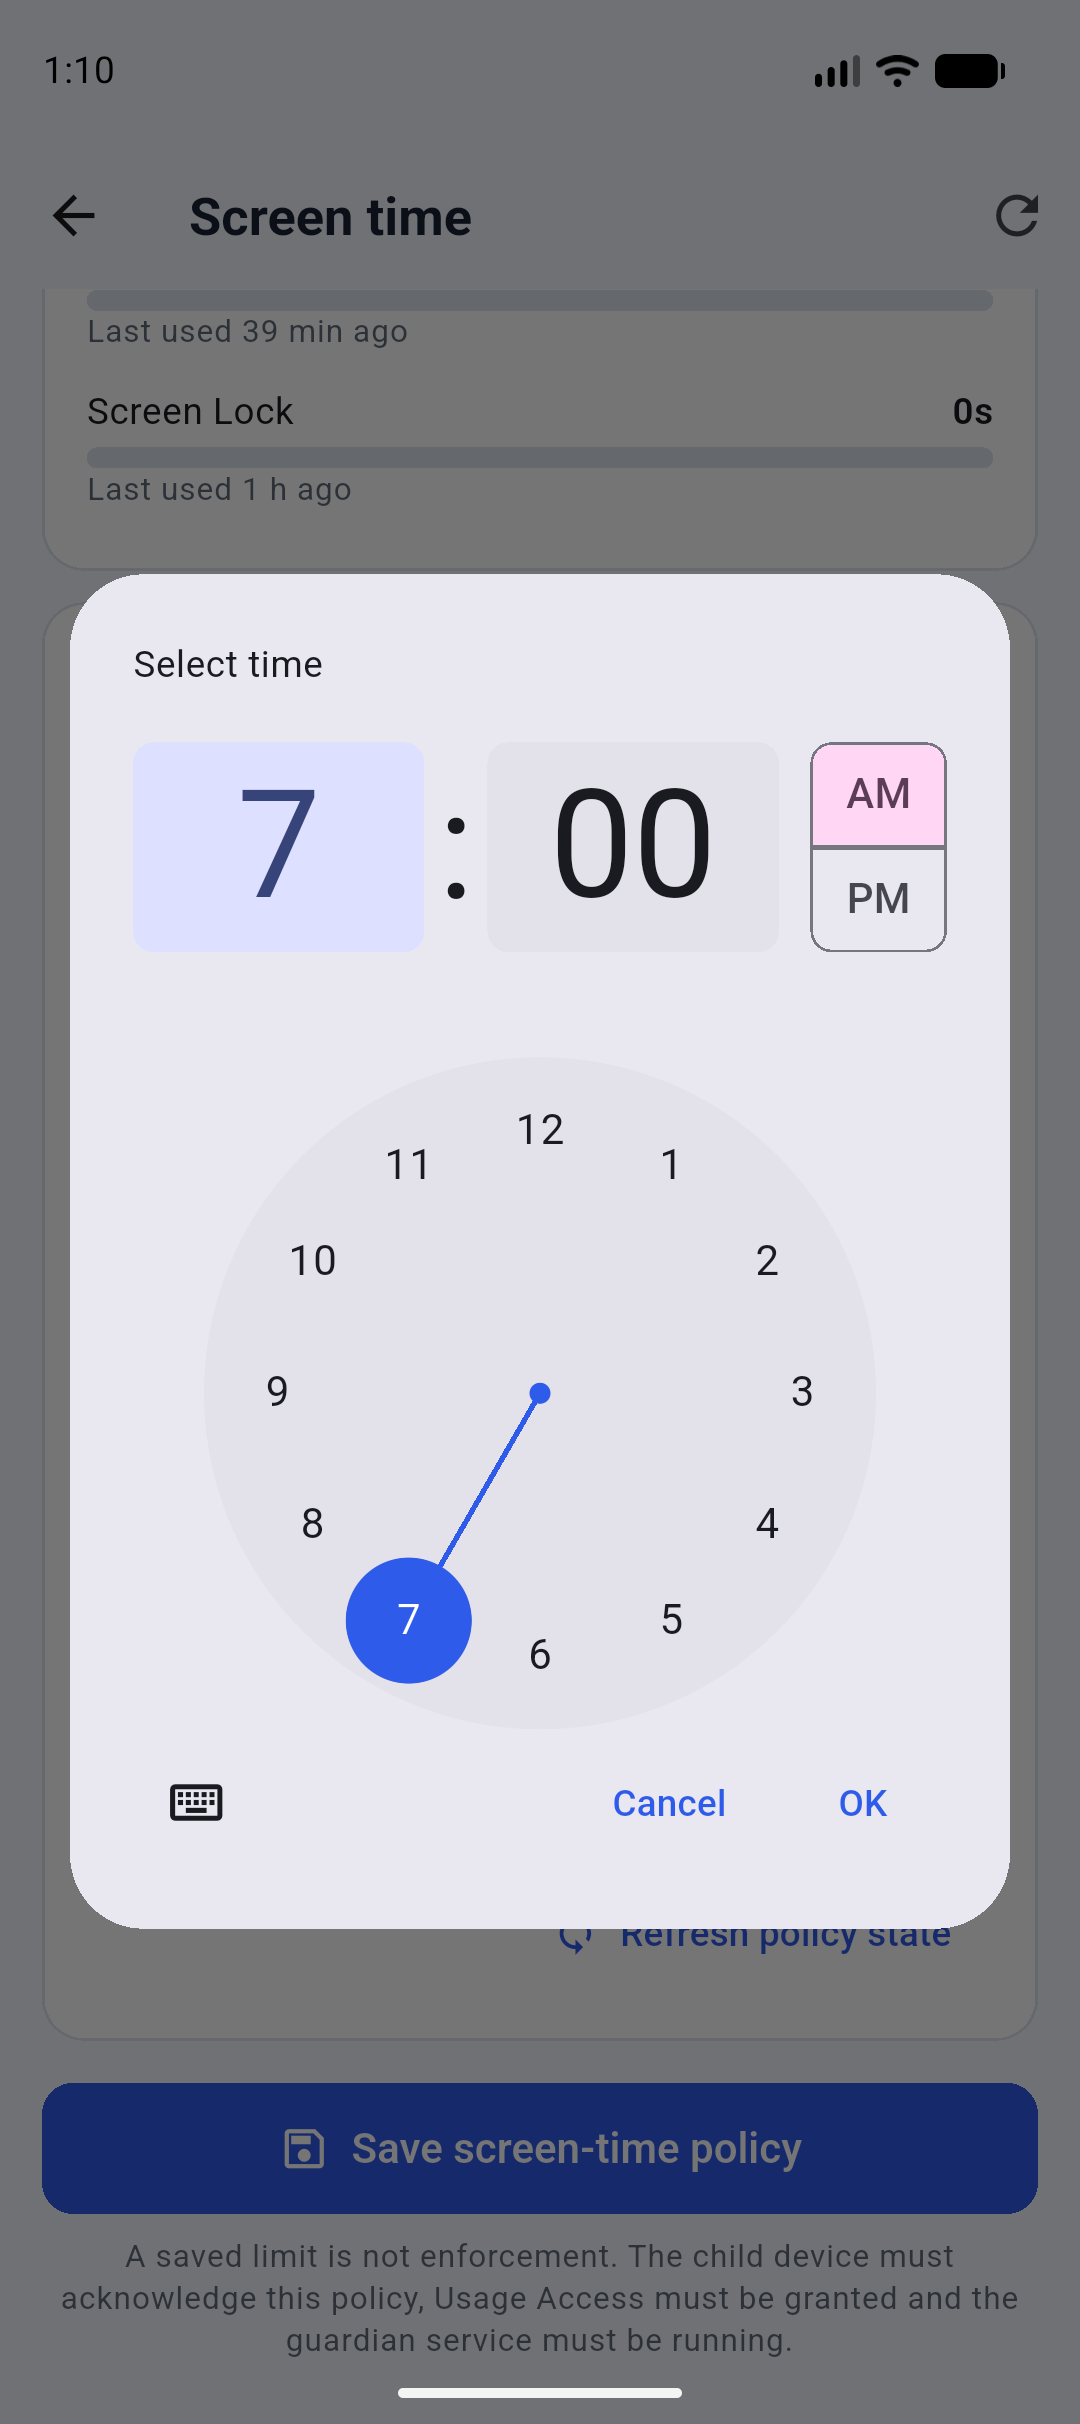 1:10
Screen time
Last used 39 min ago
Screen Lock 0s
Last used 1 h ago
Select time
7 : 00
AM
PM
12
11 1
10 2
9 3
8 4
7 5
6
Cancel OK
Refresh policy state
Save screen-time policy
A saved limit is not enforcement. The child device must
acknowledge this policy, Usage Access must be granted and the
guardian service must be running.